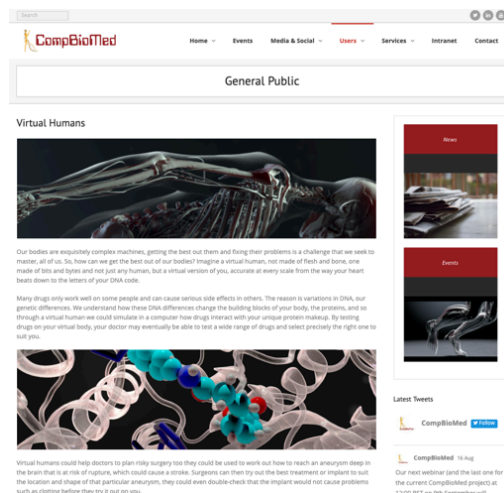 Search
CompBioMed
Home
Events
Media & Social
Users
Services
Intranet
Contact
General Public
Virtual Humans
Our bodies are exquisitely complex machines, getting the best out them and fixing their problems is a challenge that we seek to
master, all of us. So, how can we get the best out of our bodies? Imagine a virtual human, not made of flesh and bone, one
made of bits and bytes and not just any human, but a virtual version of you, accurate at every scale from the way your heart
beats down to the letters of your DNA code.
Many drugs only work well on some people and can cause serious side effects in others. The reason is variations in DNA, our
genetic differences. We understand how these DNA differences change the building blocks of your body, the proteins, and so
through a virtual human we could simulate in a computer how drugs interact with your unique protein makeup. By testing
drugs on your virtual body, your doctor may eventually be able to test a wide range of drugs and select precisely the right one to
suit you.
Virtual humans could help doctors to plan risky surgery too they could be used to work out how to reach an aneurysm deep in
the brain that is at risk of rupture, which could cause a stroke. Surgeons can then try out the best treatment or implant to suit
the location and shape of that particular aneurysm, they could even double-check that the implant would not cause problems
such as clotting before they try it out on you.
News
Events
Latest Tweets
CompBioMed
Follow
CompBioMed 16 Aug
Our next webinar (and the last one for
the current CompBioMed project) at